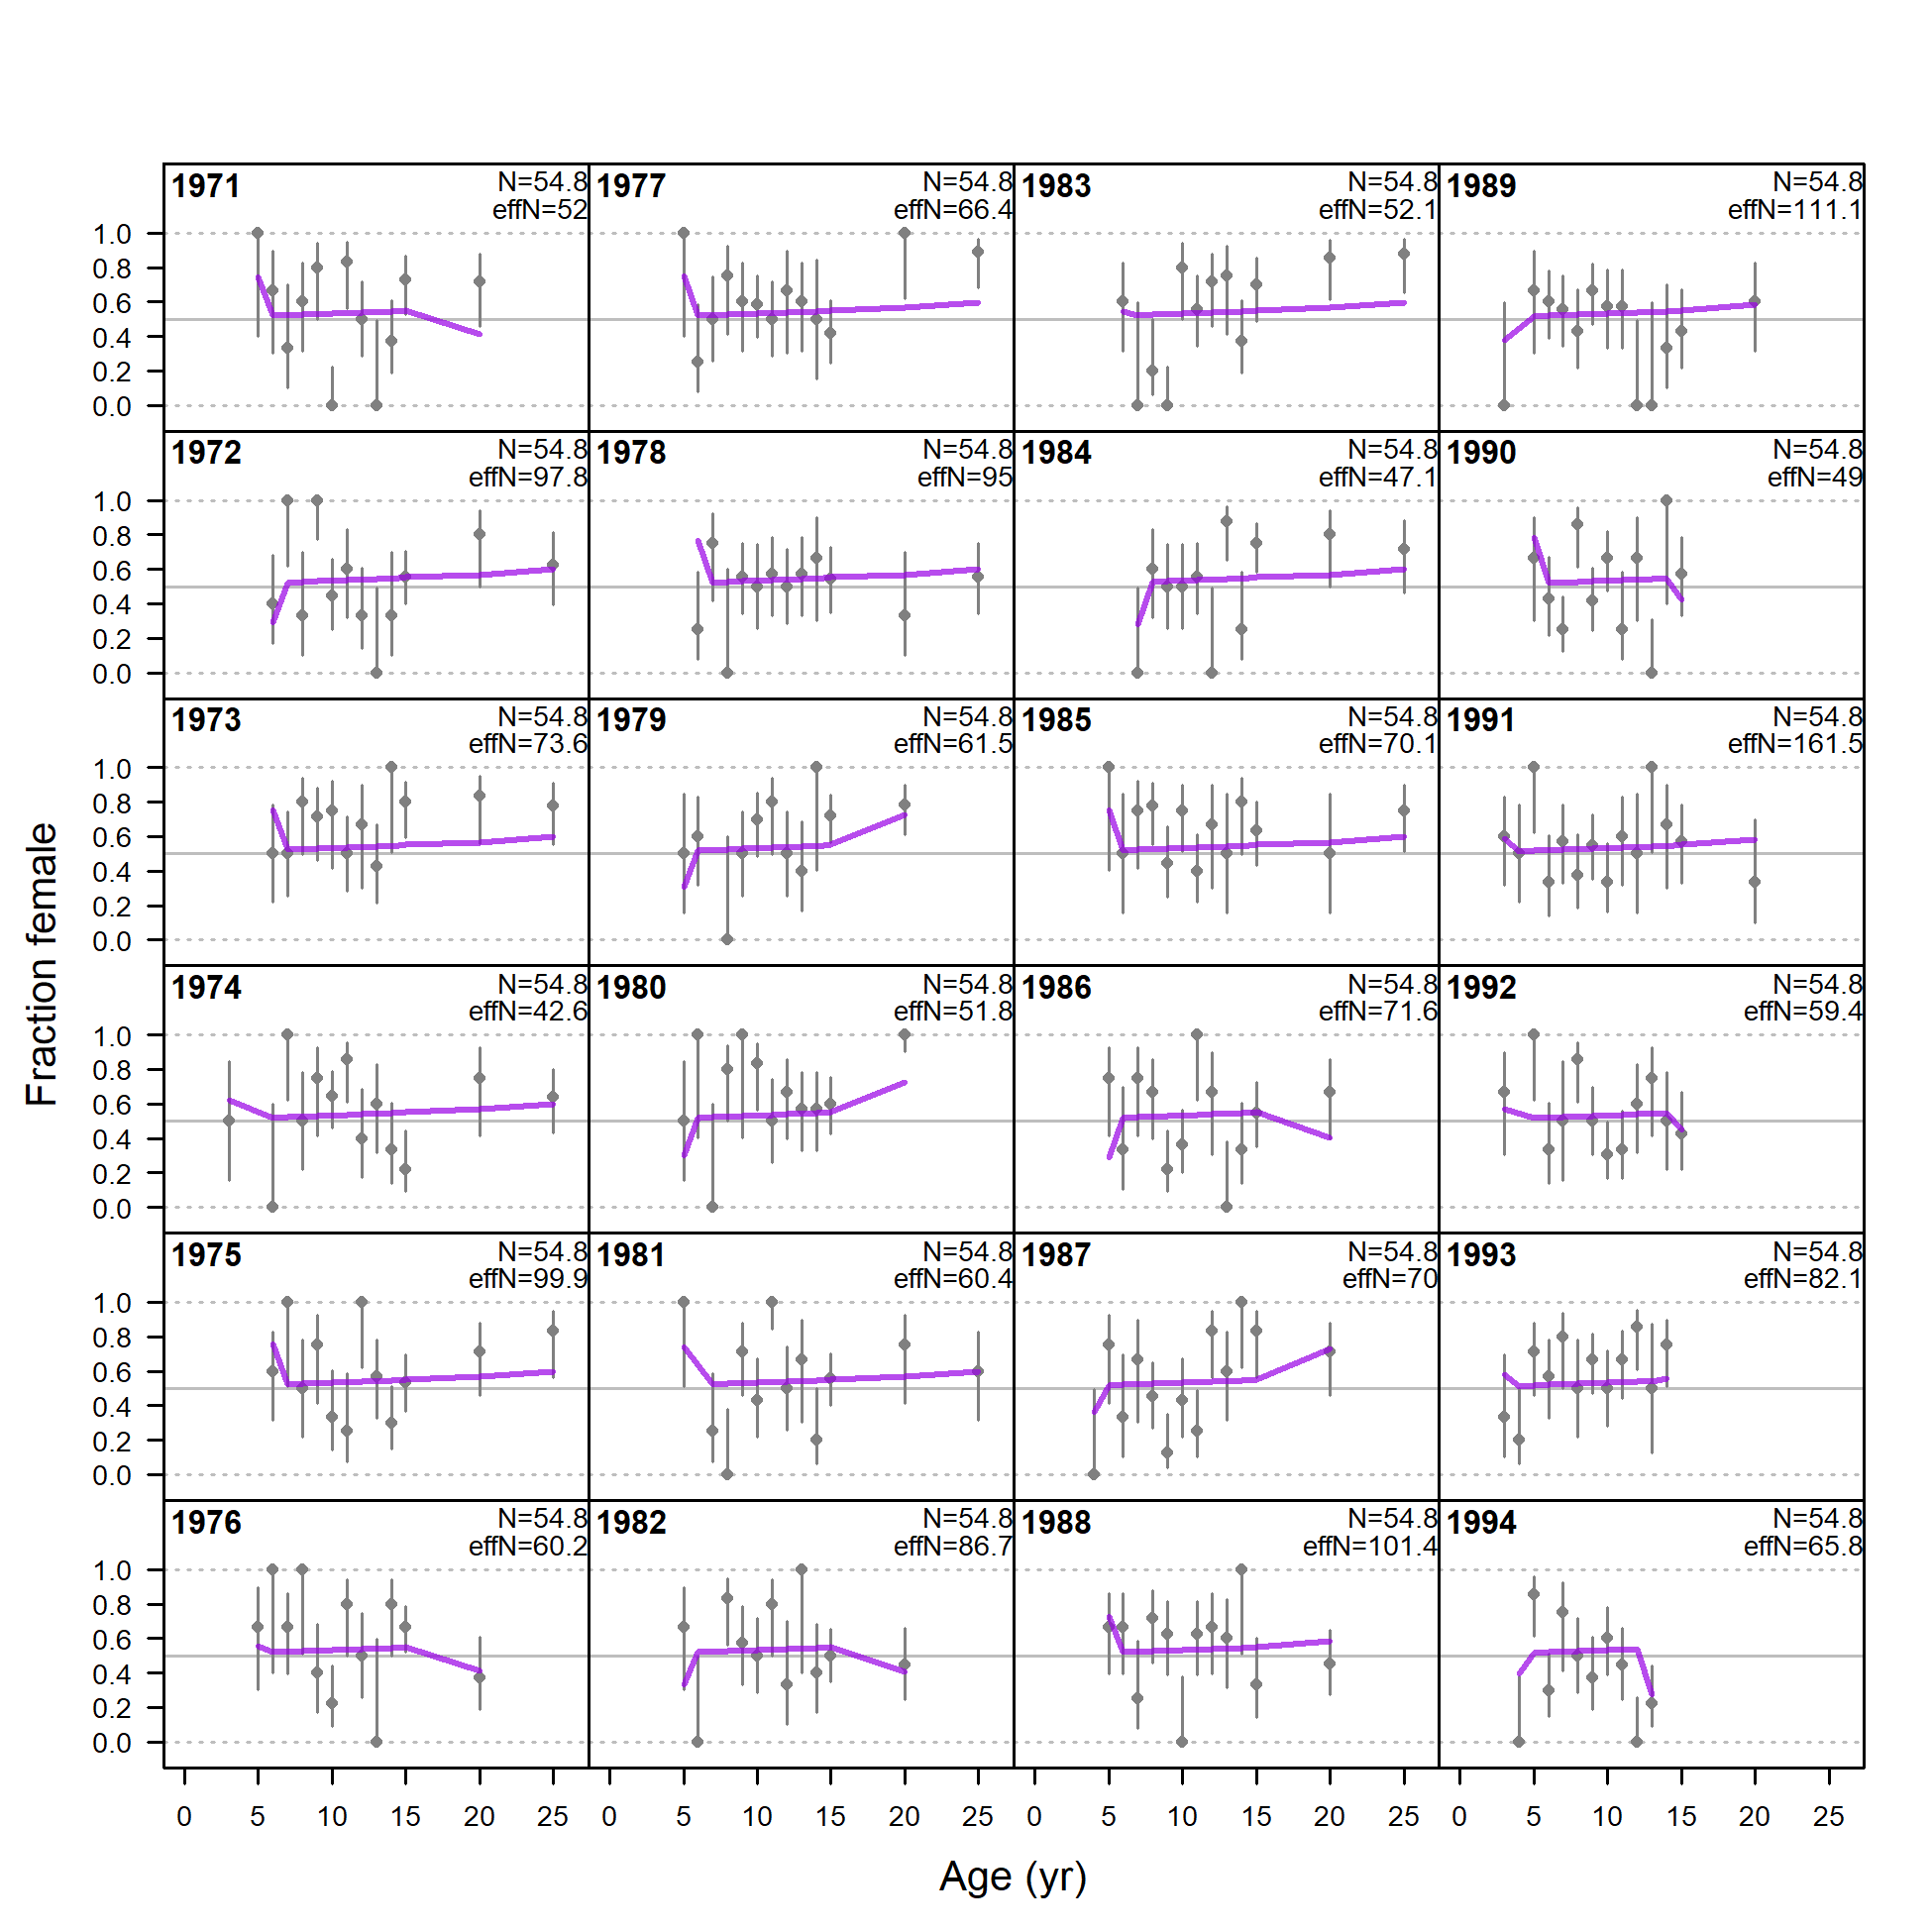 1971 N=54.8 1977 N=54.8 1983 N=54.8 1989 N=54.8
effN=52 effN=66.4 effN=52.1 effN=111.1
1.0
0.8
0.6
0.4
0.2
0.0
1972 N=54.8 1978 N=54.8 1984 N=54.8 1990 N=54.8
effN=97.8 effN=95 effN=47.1 effN=49
1.0
0.8
0.6
0.4
0.2
0.0
1973 N=54.8 1979 N=54.8 1985 N=54.8 1991 N=54.8
effN=73.6 effN=61.5 effN=70.1 effN=161.5
1.0
0.8
0.6
0.4
0.2
0.0
Fraction female
1974 N=54.8 1980 N=54.8 1986 N=54.8 1992 N=54.8
effN=42.6 effN=51.8 effN=71.6 effN=59.4
1.0
0.8
0.6
0.4
0.2
0.0
1975 N=54.8 1981 N=54.8 1987 N=54.8 1993 N=54.8
effN=99.9 effN=60.4 effN=70 effN=82.1
1.0
0.8
0.6
0.4
0.2
0.0
1976 N=54.8 1982 N=54.8 1988 N=54.8 1994 N=54.8
effN=60.2 effN=86.7 effN=101.4 effN=65.8
1.0
0.8
0.6
0.4
0.2
0.0
0 5 10 15 20 25 0 5 10 15 20 25 0 5 10 15 20 25 0 5 10 15 20 25
Age (yr)